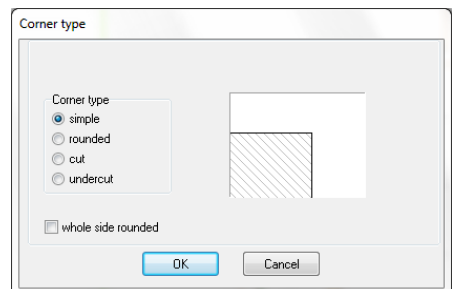 Corner type
Corner type
simple
rounded
cut
undercut
whole side rounded
OK
Cancel